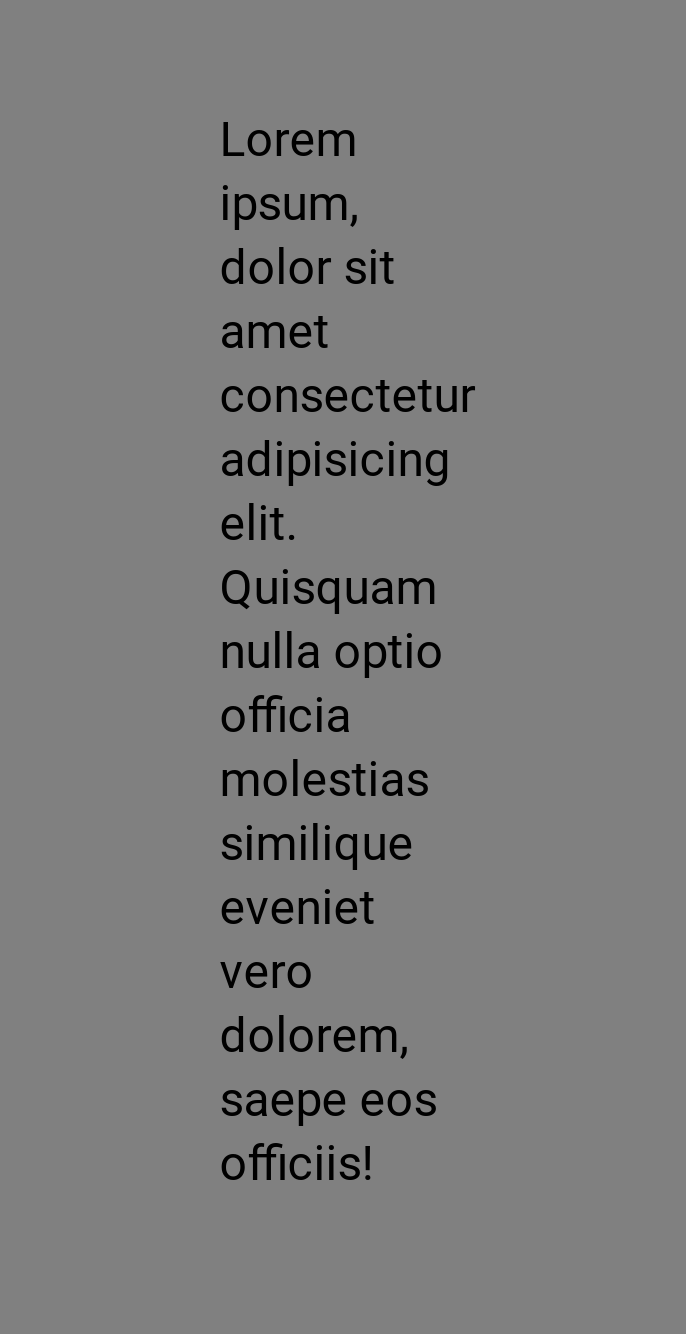 Lorem
ipsum,
dolor sit
amet
consectetur
adipisicing
elit.
Quisquam
nulla optio
officia
molestias
similique
eveniet
vero
dolorem,
saepe eos
officiis!